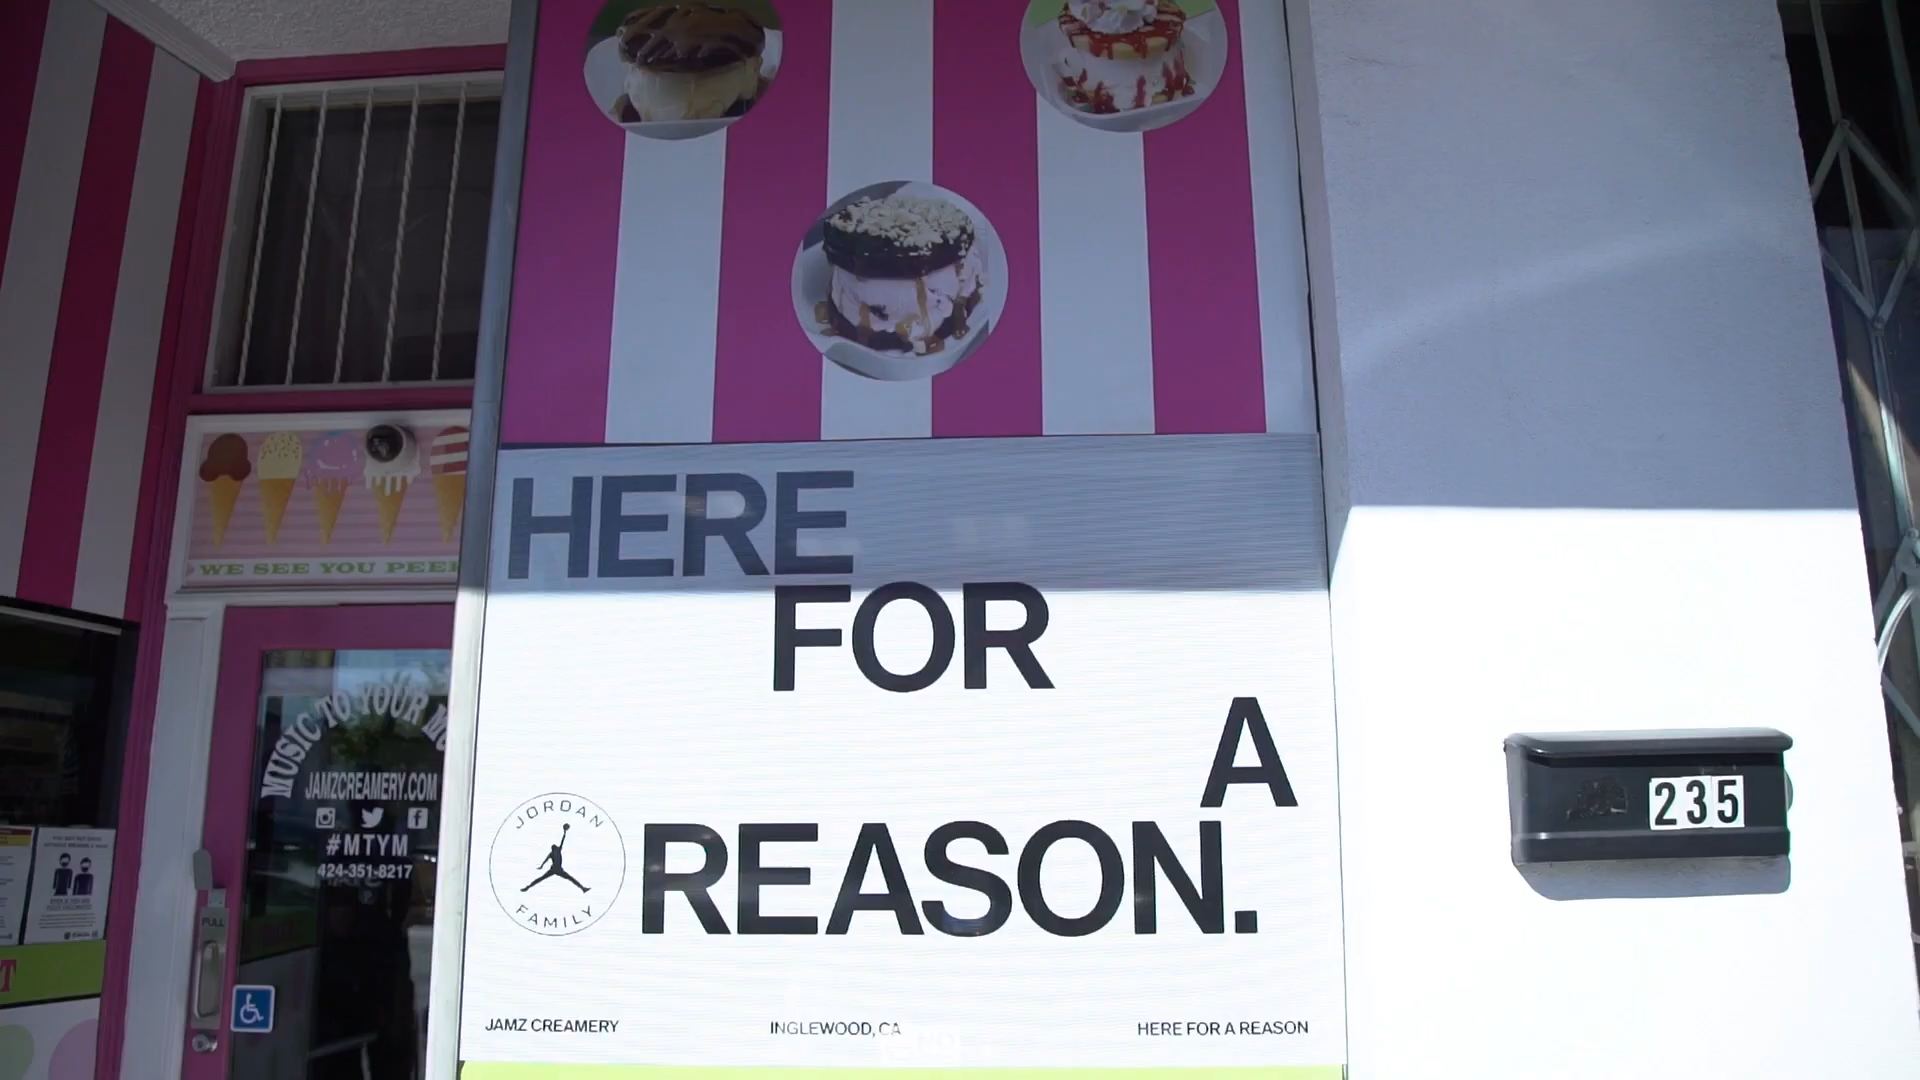 HERE
FOR
A
REASON.
JORDAN
FAMILY
JAMZ CREAMERY
INGLEWOOD, CA
HERE FOR A REASON
235
WE SEE YOU
MUSIC TO YOUR
JAMZCREAMERY.COM
#MTYM
424-351-8217
PULL
T